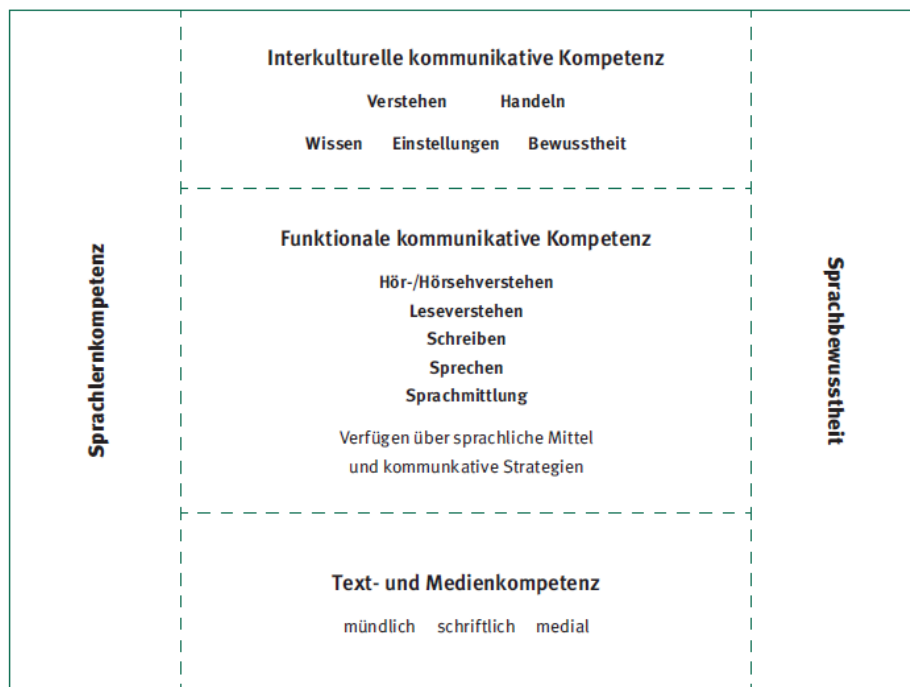 Sprachlernkompetenz
Interkulturelle kommunikative Kompetenz
Verstehen Handeln
Wissen Einstellungen Bewusstheit
Funktionale kommunikative Kompetenz
Hör-/Hörsehverstehen
Leseverstehen
Schreiben
Sprechen
Sprachmittlung
Verfügen über sprachliche Mittel
und kommunkative Strategien
Text- und Medienkompetenz
mündlich schriftlich medial
Sprachbewusstheit